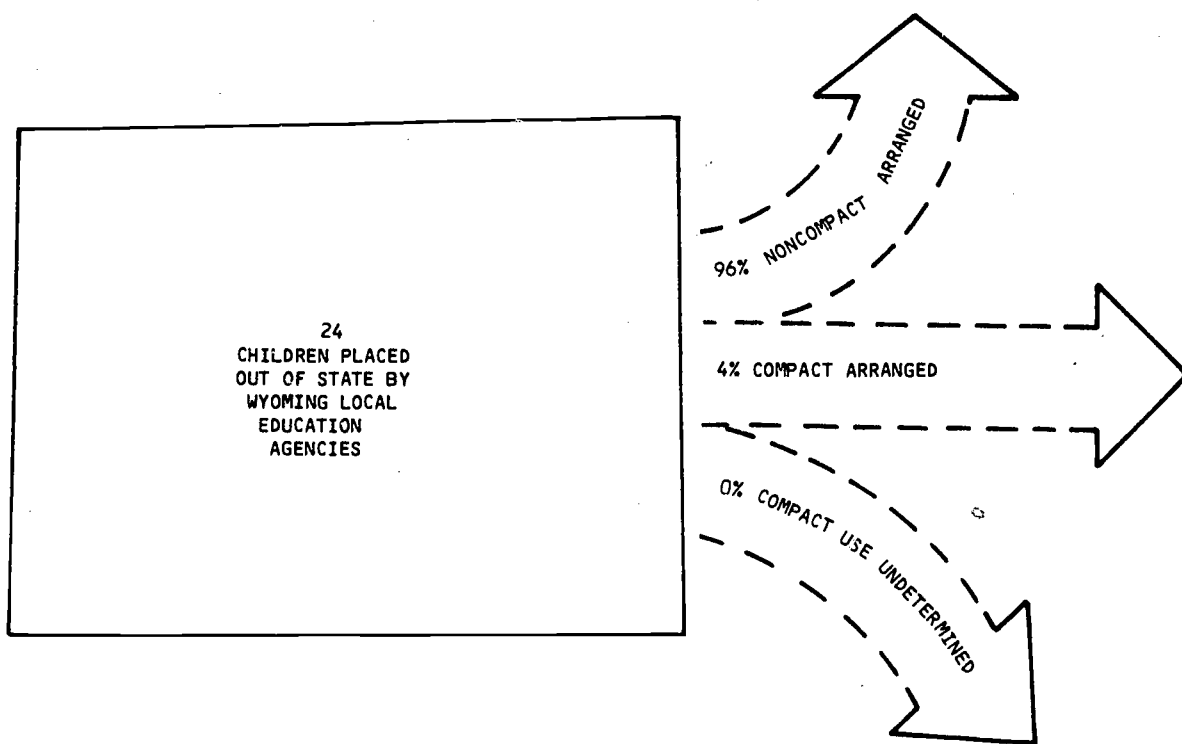 24
CHILDREN PLACED
OUT OF STATE BY
WYOMING LOCAL
EDUCATION
AGENCIES
96% NONCOMPACT ARRANGED
4% COMPACT ARRANGED
0% COMPACT USE UNDETERMINED